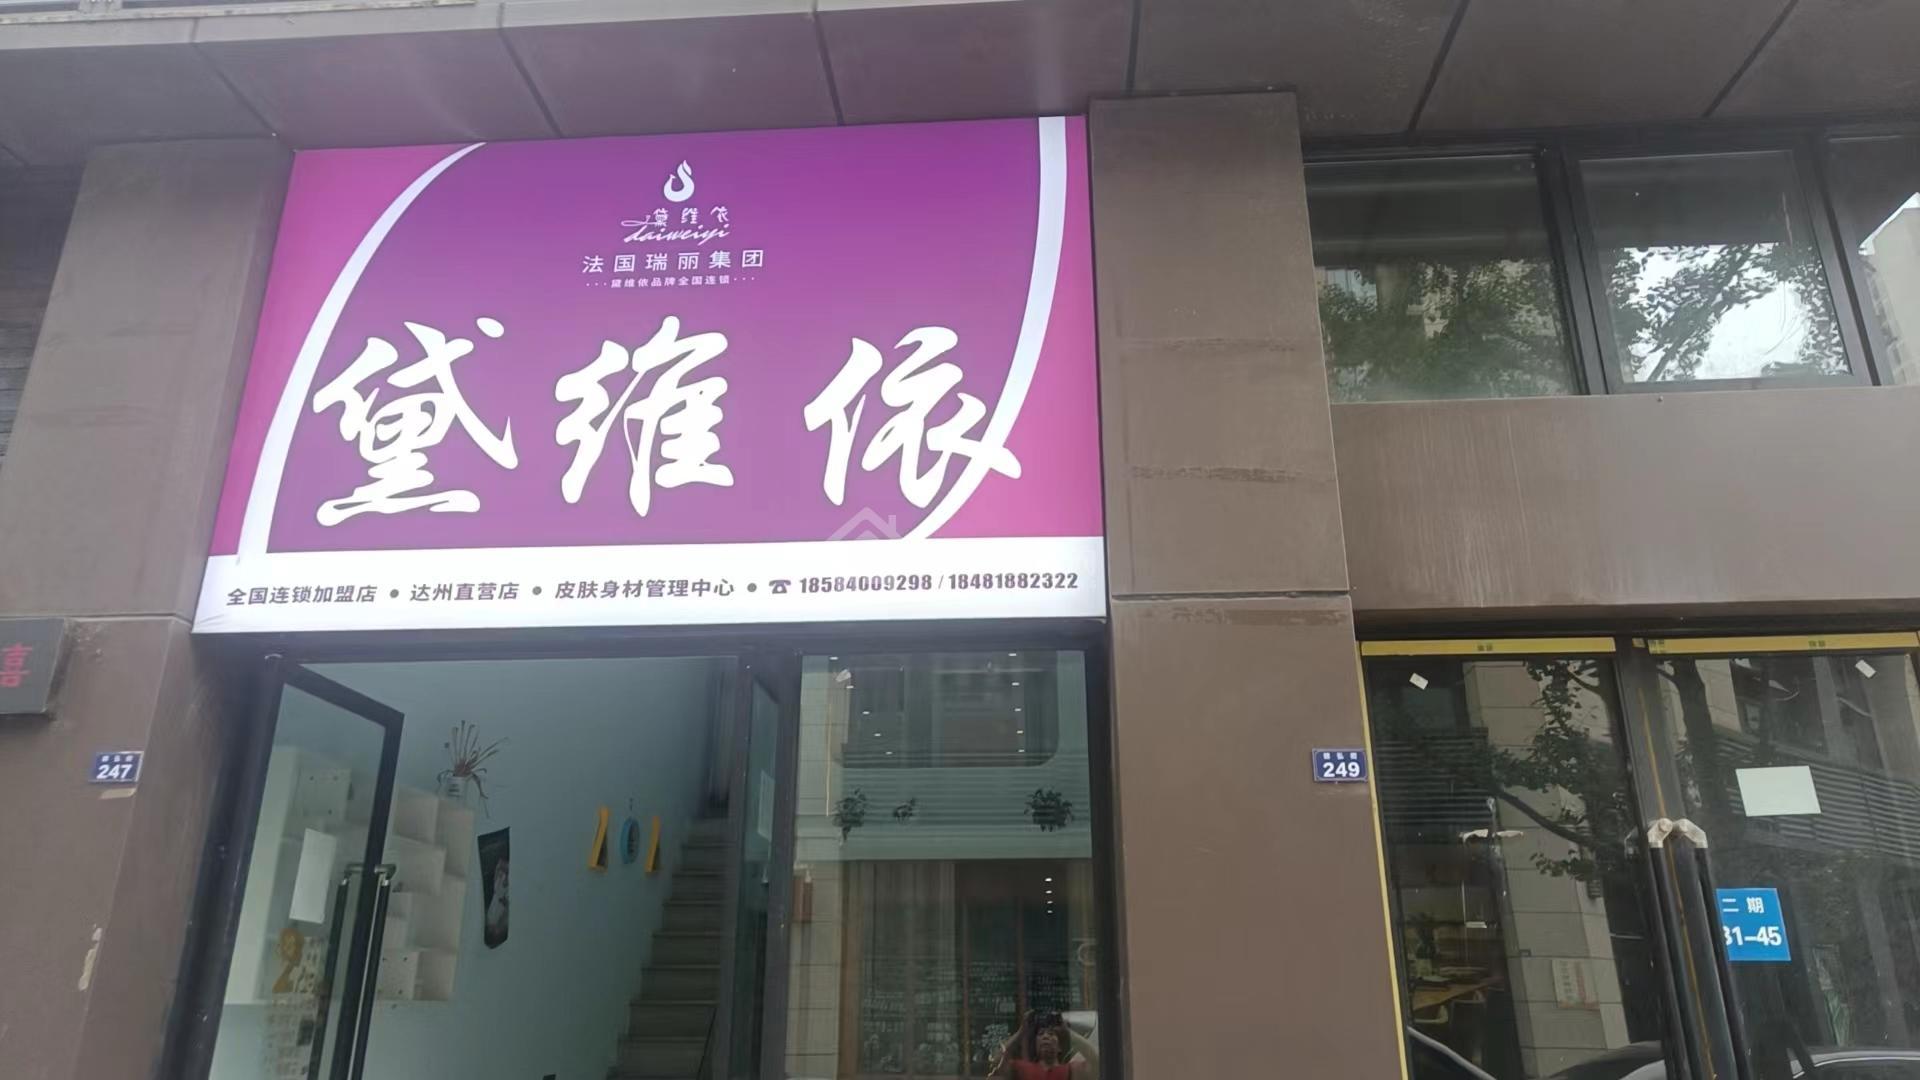 黛维依
daiweiyi
法国瑞丽集团
···黛维依品牌全国连锁···
黛维依
全国连锁加盟店 • 达州直营店 • 皮肤身材管理中心 • ☎ 18584009298 / 18481882322
喜
247
249
二期
31-45